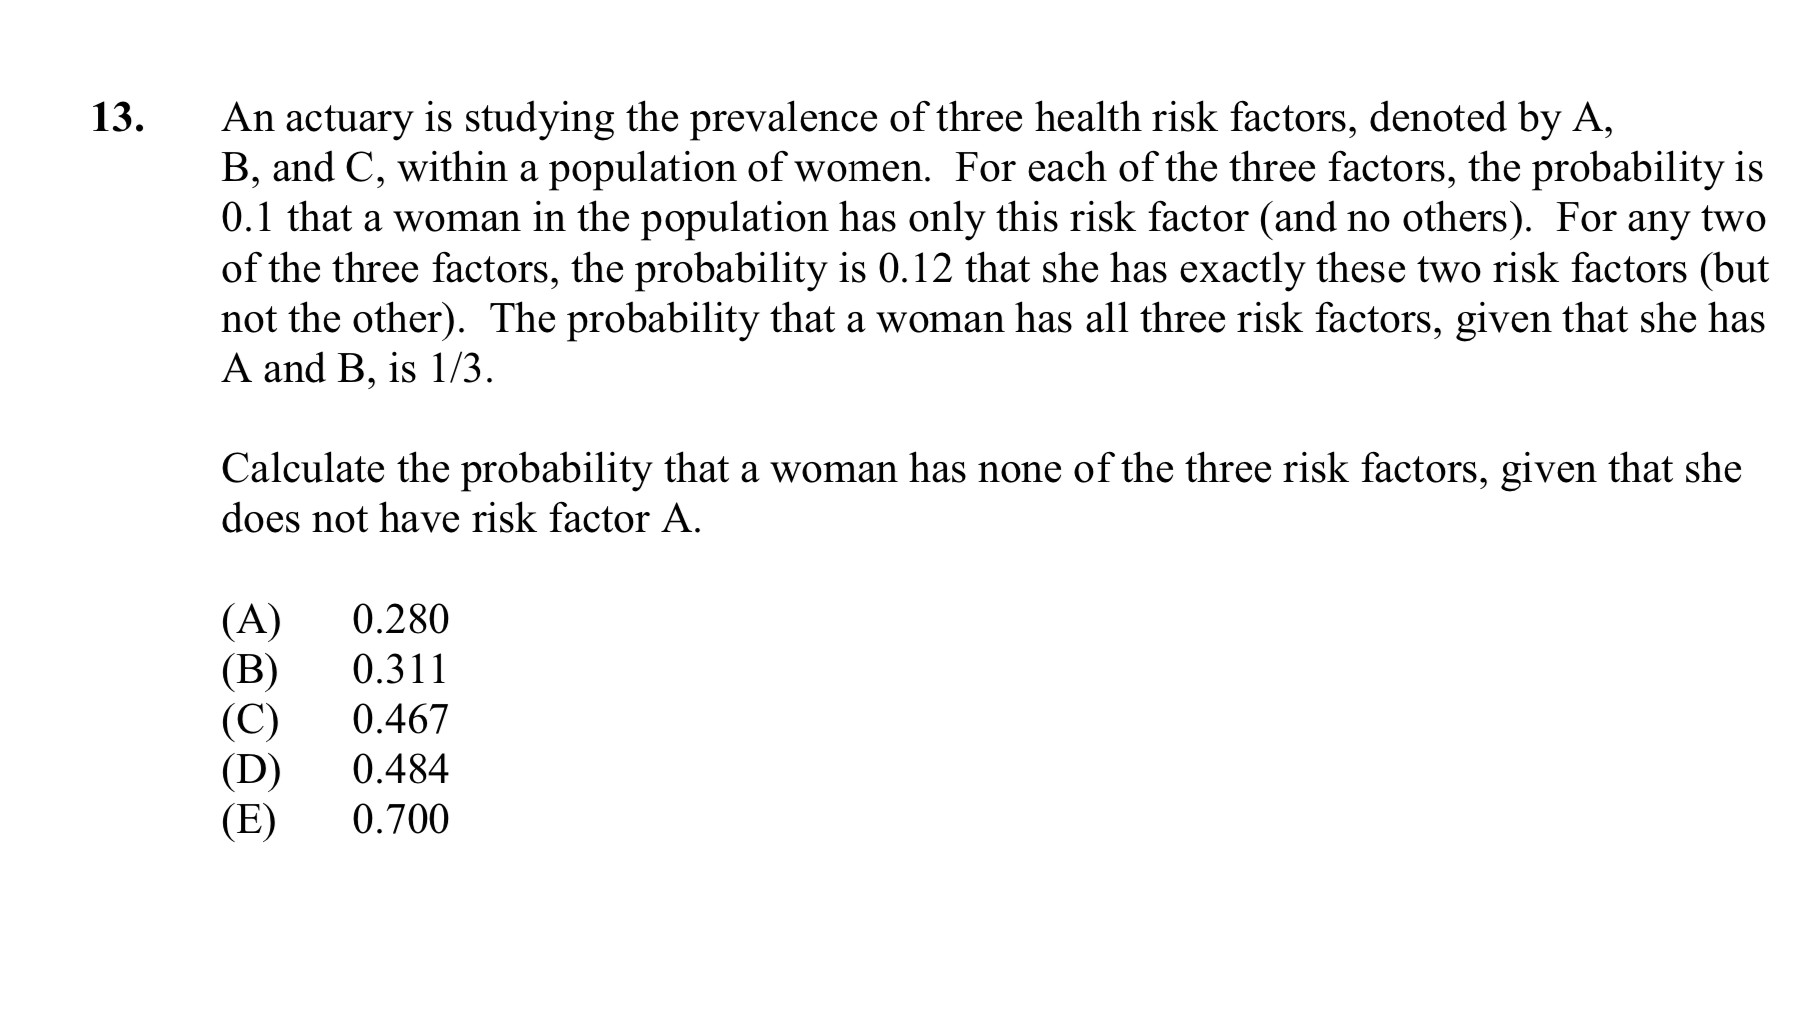 13. An actuary is studying the prevalence of three health risk factors, denoted by A,
B, and C, within a population of women.  For each of the three factors, the probability is
0.1 that a woman in the population has only this risk factor (and no others).  For any two
of the three factors, the probability is 0.12 that she has exactly these two risk factors (but
not the other).  The probability that a woman has all three risk factors, given that she has
A and B, is 1/3.
Calculate the probability that a woman has none of the three risk factors, given that she
does not have risk factor A.
(A) 0.280
(B) 0.311
(C) 0.467
(D) 0.484
(E) 0.700